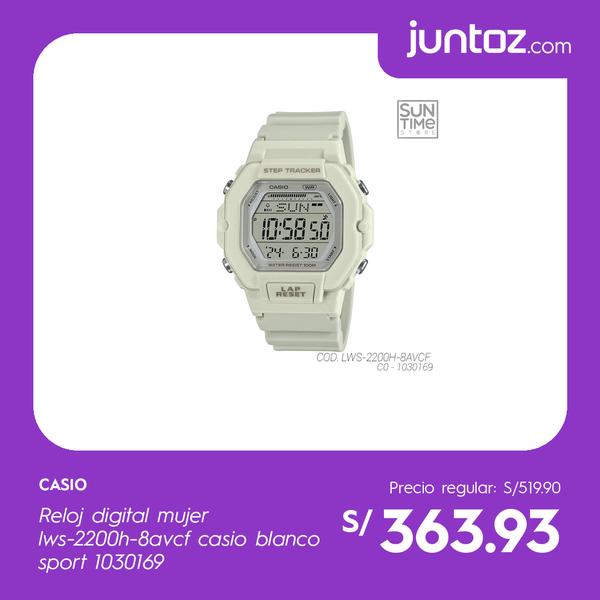 juntoz.com
SUN
TIME
STORE
STEP TRACKER
CASIO WR
SUN
10:58 50
'24 6-30
WATER RESIST 100M
LAP
RESET
COD. LWS-2200H-8AVCF
CO - 1030169
CASIO
Reloj digital mujer
lws-2200h-8avcf casio blanco
sport 1030169
Precio regular: S/519.90
S/ 363.93